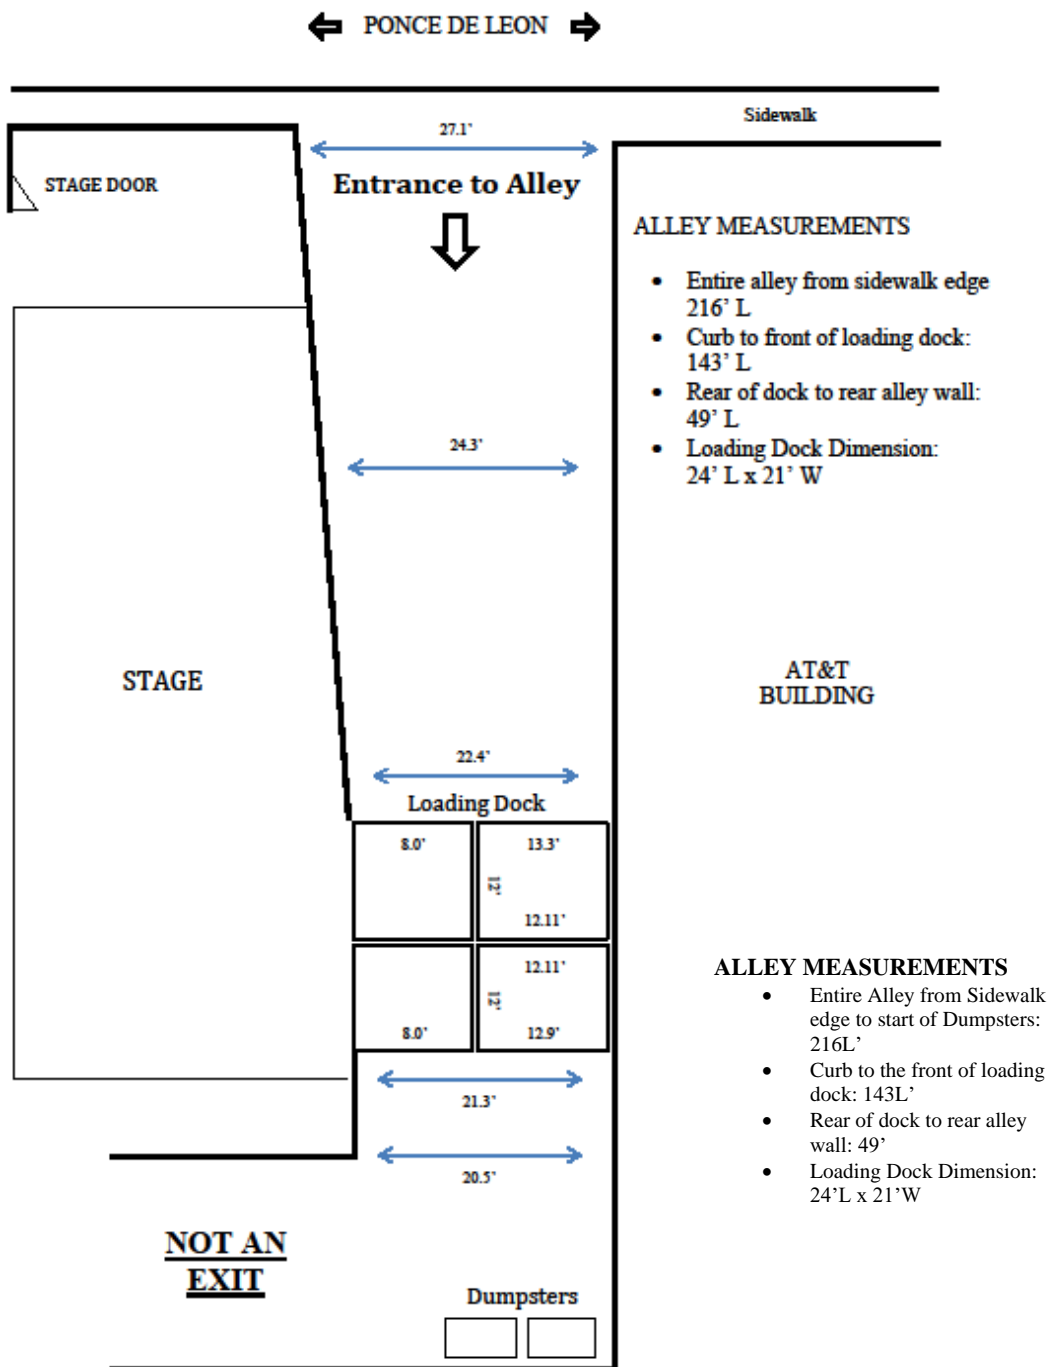 PONCE DE LEON
Sidewalk
27.1'
Entrance to Alley
STAGE DOOR
ALLEY MEASUREMENTS
• Entire alley from sidewalk edge
216' L
• Curb to front of loading dock:
143' L
• Rear of dock to rear alley wall:
49' L
• Loading Dock Dimension:
24' L x 21' W
24.3'
STAGE
AT&T
BUILDING
22.4'
Loading Dock
8.0'
13.3'
12'
12.11'
12.11'
12'
8.0'
12.9'
21.3'
20.5'
ALLEY MEASUREMENTS
• Entire Alley from Sidewalk
edge to start of Dumpsters:
216L'
• Curb to the front of loading
dock: 143L'
• Rear of dock to rear alley
wall: 49'
• Loading Dock Dimension:
24'L x 21'W
NOT AN
EXIT
Dumpsters